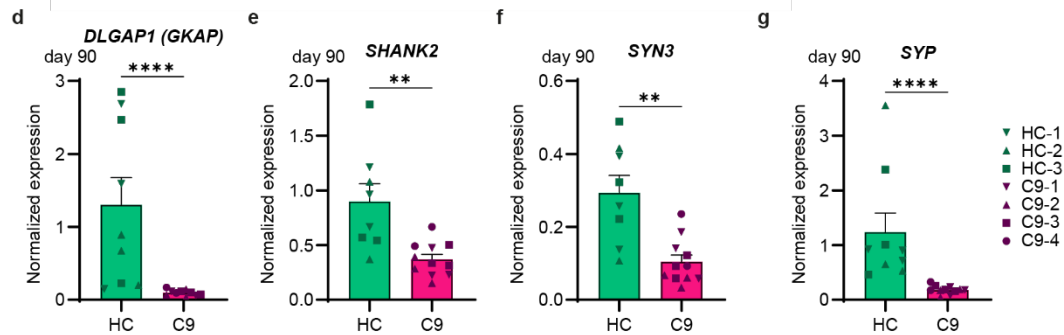 d
DLGAP1 (GKAP)
day 90
****
Normalized expression
3
2
1
0
HC
C9
e
SHANK2
day 90
**
Normalized expression
2.0
1.5
1.0
0.5
0.0
HC
C9
f
SYN3
day 90
**
Normalized expression
0.6
0.4
0.2
0.0
HC
C9
g
SYP
day 90
****
Normalized expression
4
3
2
1
0
HC
C9
HC-1
HC-2
HC-3
C9-1
C9-2
C9-3
C9-4